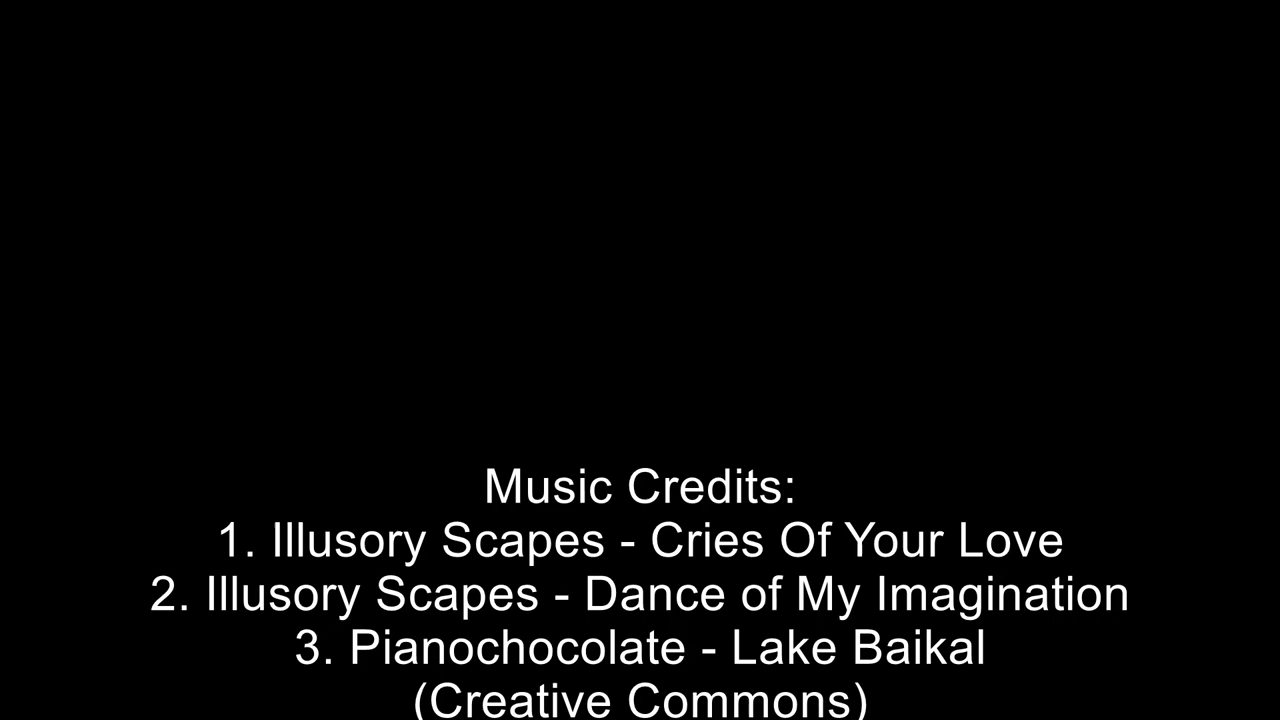 Music Credits:
1. Illusory Scapes - Cries Of Your Love
2. Illusory Scapes - Dance of My Imagination
3. Pianochocolate - Lake Baikal
(Creative Commons)